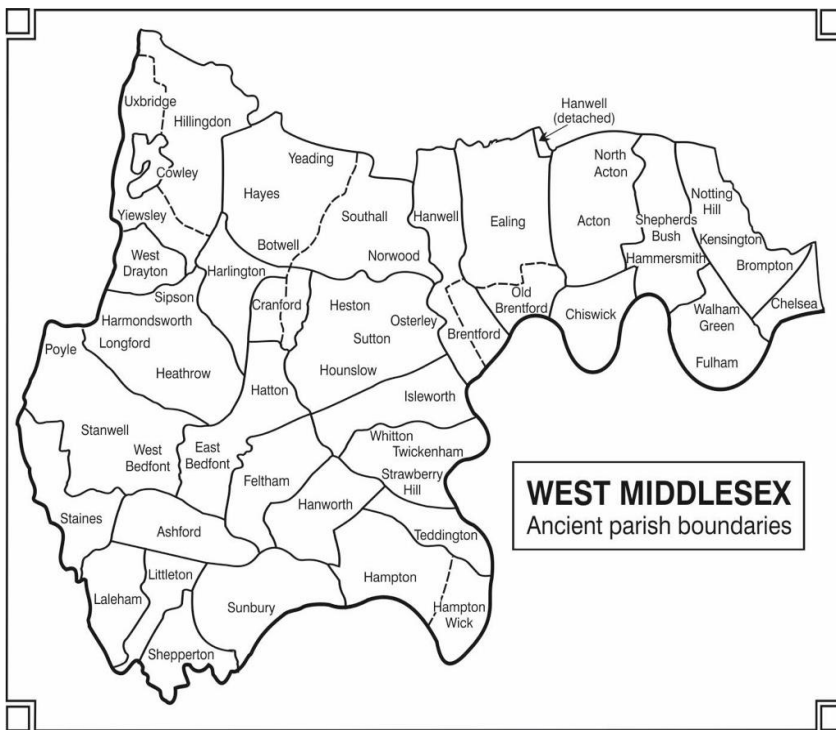 Uxbridge
Hillingdon
Cowley
Yiewsley
West
Drayton
Hayes
Yeading
Botwell
Southall
Norwood
Hanwell
Hanwell
(detached)
Ealing
Old
Brentford
Brentford
North
Acton
Acton
Shepherds
Bush
Hammersmith
Notting
Hill
Kensington
Brompton
Chelsea
Chiswick
Walham
Green
Fulham
Harlington
Sipson
Harmondsworth
Longford
Heathrow
Cranford
Heston
Sutton
Osterley
Hounslow
Poyle
Stanwell
West
Bedfont
East
Bedfont
Hatton
Isleworth
Whitton
Twickenham
Strawberry
Hill
Feltham
Hanworth
Staines
Ashford
Teddington
Laleham
Littleton
Sunbury
Hampton
Hampton
Wick
Shepperton
WEST MIDDLESEX
Ancient parish boundaries